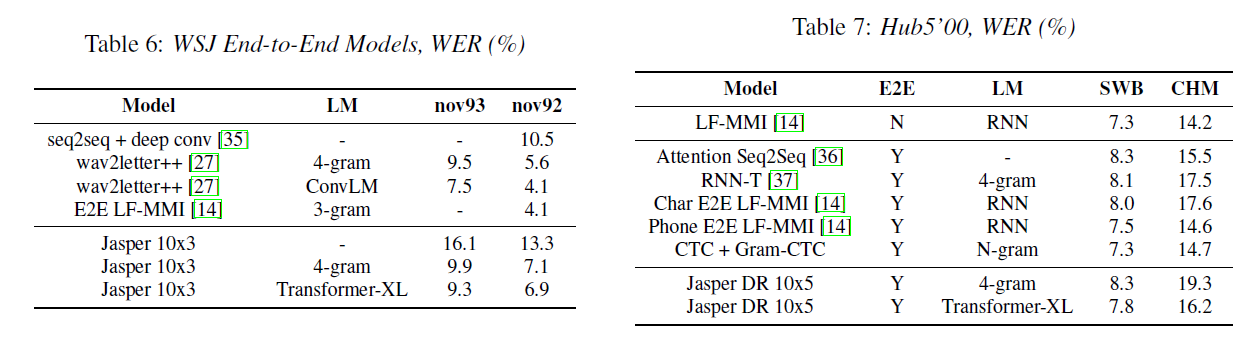 Table 6: WSJ End-to-End Models, WER (%)
Model LM nov93 nov92
seq2seq + deep conv [35] - - 10.5
wav2letter++ [27] 4-gram 9.5 5.6
wav2letter++ [27] ConvLM 7.5 4.1
E2E LF-MMI [14] 3-gram - 4.1
Jasper 10x3 - 16.1 13.3
Jasper 10x3 4-gram 9.9 7.1
Jasper 10x3 Transformer-XL 9.3 6.9
Table 7: Hub5'00, WER (%)
Model E2E LM SWB CHM
LF-MMI [14] N RNN 7.3 14.2
Attention Seq2Seq [36] Y - 8.3 15.5
RNN-T [37] Y 4-gram 8.1 17.5
Char E2E LF-MMI [14] Y RNN 8.0 17.6
Phone E2E LF-MMI [14] Y RNN 7.5 14.6
CTC + Gram-CTC Y N-gram 7.3 14.7
Jasper DR 10x5 Y 4-gram 8.3 19.3
Jasper DR 10x5 Y Transformer-XL 7.8 16.2